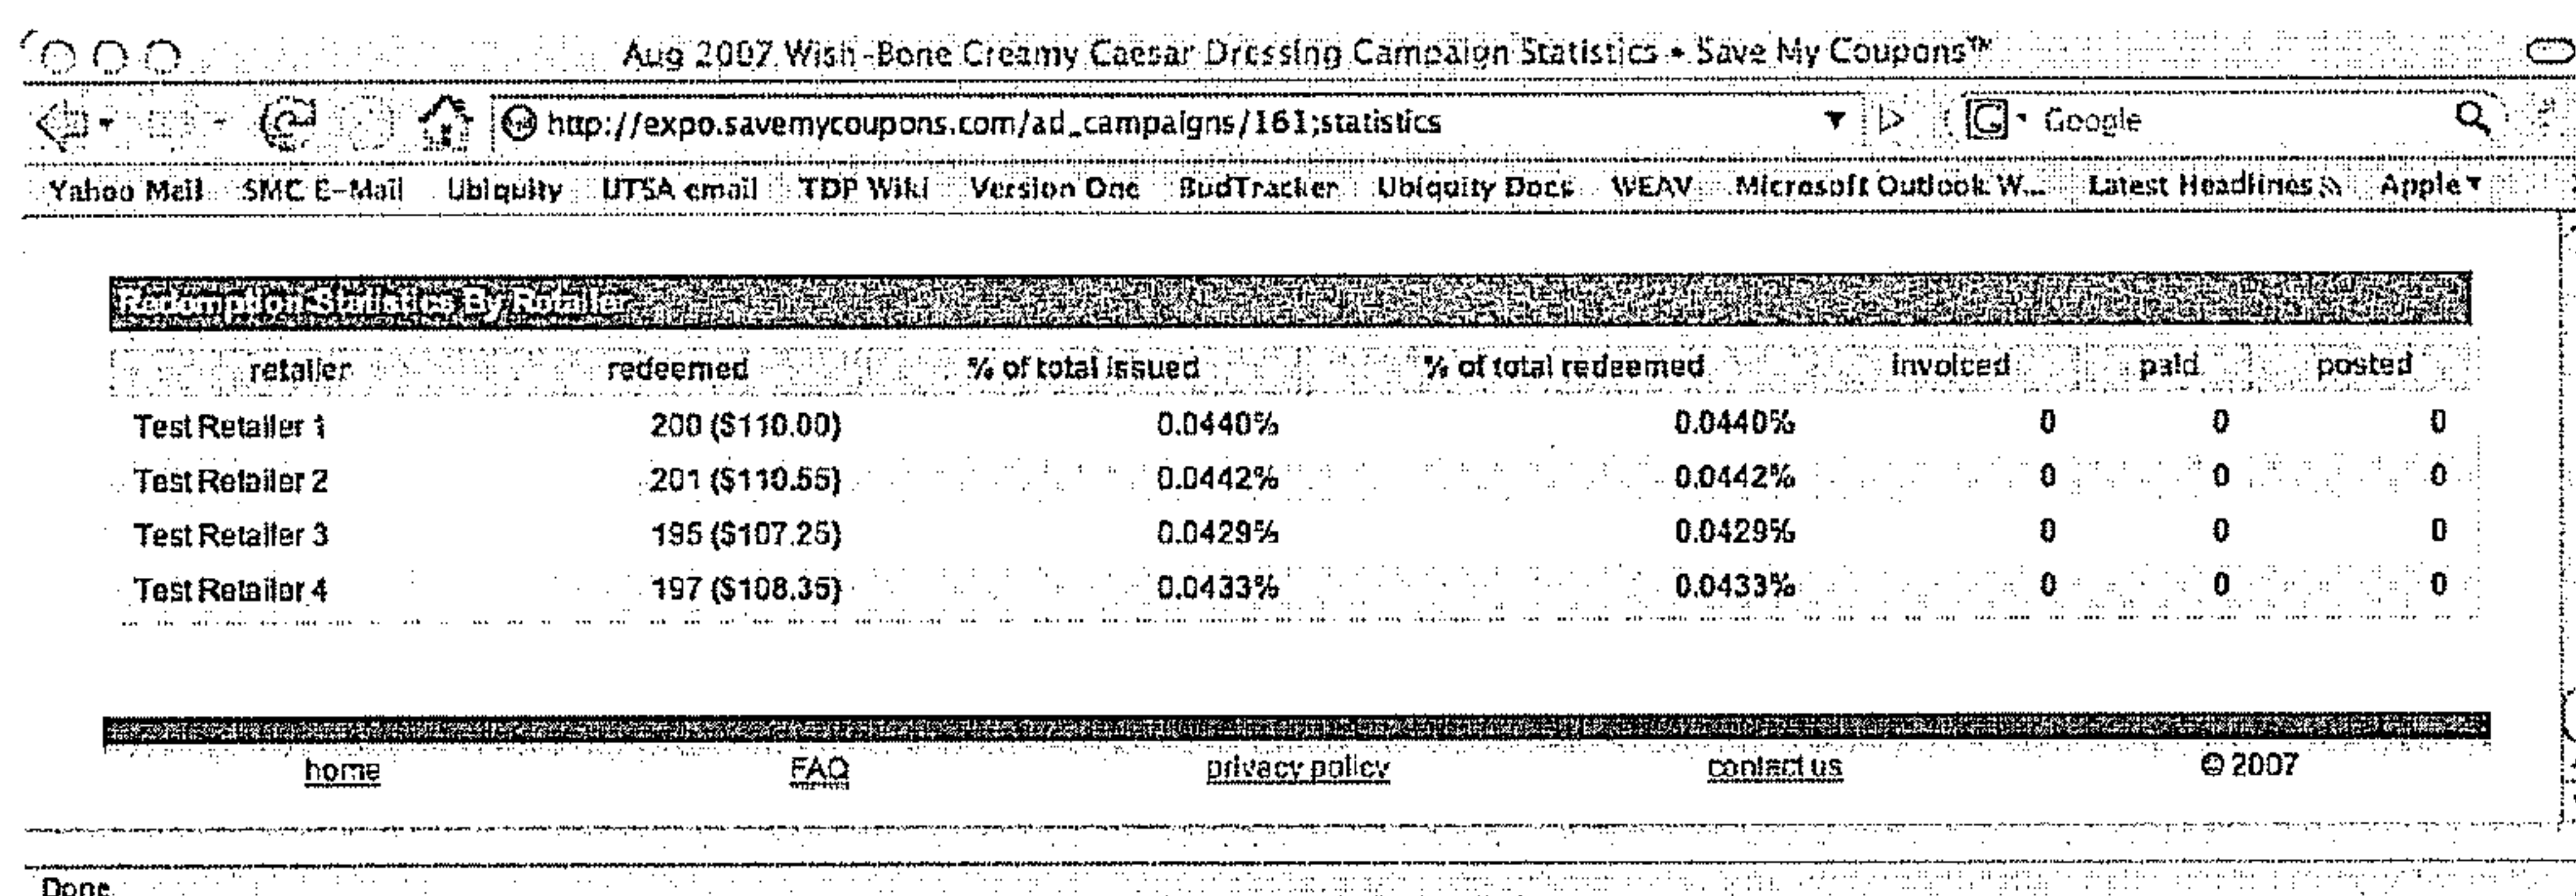 Aug 2007 Wish-Bone Creamy Caesar Dressing Campaign Statistics • Save My Coupons™
http://expo.savemycoupons.com/ad_campaigns/161;statistics Google
Yahoo Mail SMC E-Mail Ubiquity UTSA email TDP Wiki Version One BudTracker Ubiquity Docs WEAV Microsoft Outlook W... Latest Headlines Apple
Redemption Statistics By Retailer
retailer redeemed % of total issued % of total redeemed invoiced paid posted
Test Retailer 1 200 ($110.00) 0.0440% 0.0440% 0 0 0
Test Retailer 2 201 ($110.55) 0.0442% 0.0442% 0 0 0
Test Retailer 3 195 ($107.25) 0.0429% 0.0429% 0 0 0
Test Retailer 4 197 ($108.35) 0.0433% 0.0433% 0 0 0
home FAQ privacy policy contact us © 2007
Done